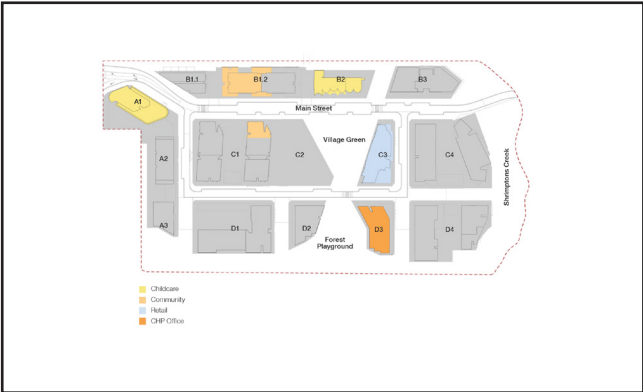 B1.1
B1.2
B2
B3
A1
Main Street
Village Green
A2
C1
C2
C3
C4
Shrimptons Creek
A3
D1
D2
Forest
Playground
D3
D4
Childcare
Community
Retail
CHP Office